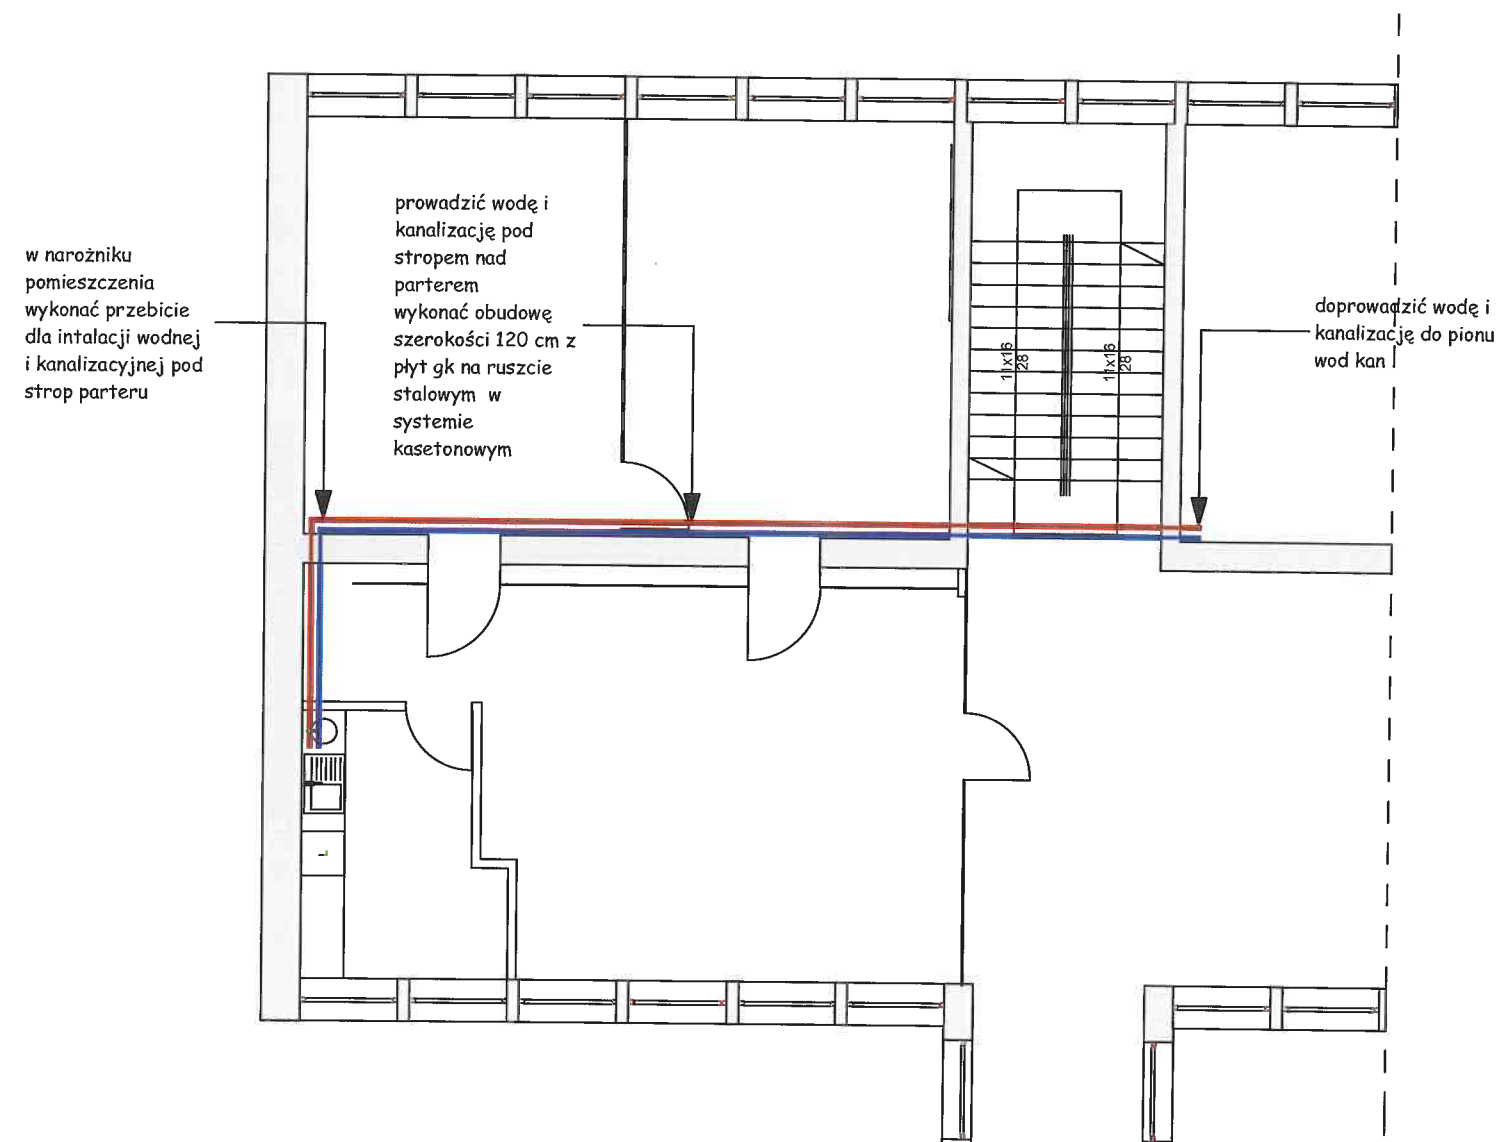 prowadzić wodę i
kanalizację pod
stropem nad
parterem
wykonać obudowę
szerokości 120 cm z
płyt gk na ruszcie
stalowym w
systemie
kasetonowym
w narożniku
pomieszczenia
wykonać przebicie
dla intalacji wodnej
i kanalizacyjnej pod
strop parteru
doprowadzić wodę i
kanalizację do pionu
wod kan
11x16
28
11x16
28